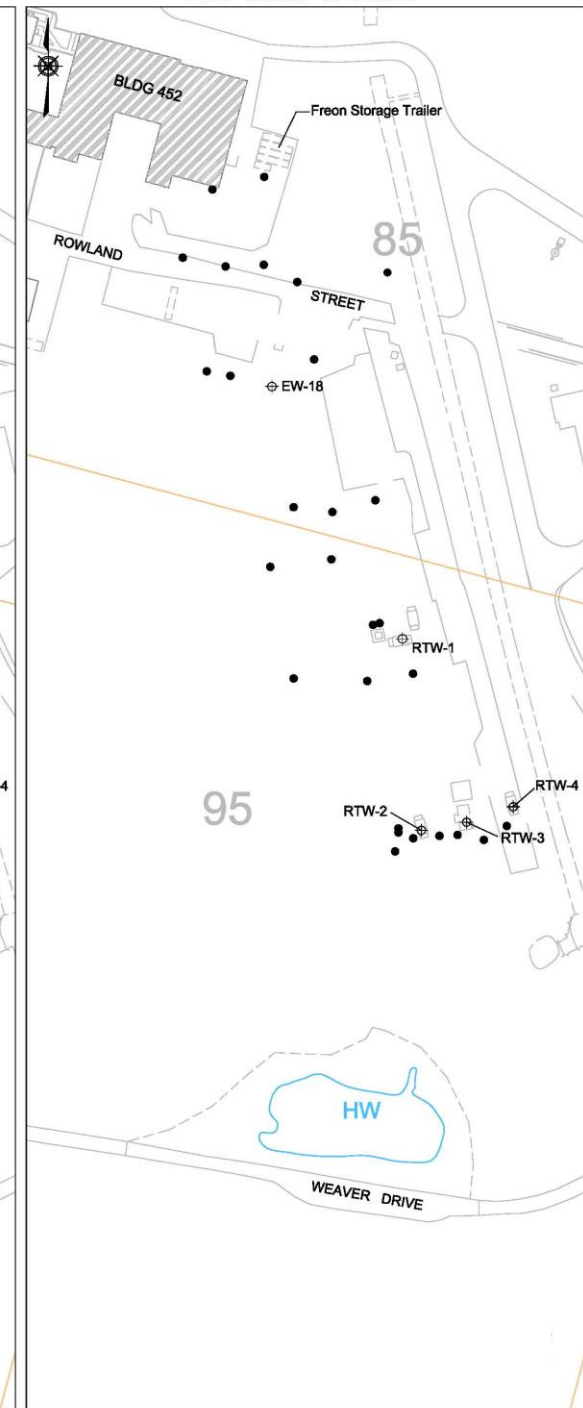 BLDG 452
Freon Storage Trailer
85
ROWLAND
STREET
EW-18
RTW-1
95
4
RTW-4
RTW-2
RTW-3
HW
WEAVER DRIVE